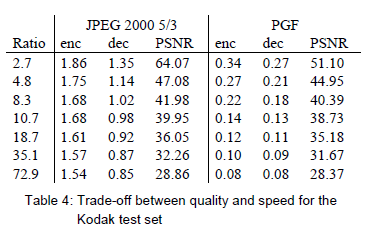 JPEG 2000 5/3 PGF
Ratio enc dec PSNR enc dec PSNR
2.7 1.86 1.35 64.07 0.34 0.27 51.10
4.8 1.75 1.14 47.08 0.27 0.21 44.95
8.3 1.68 1.02 41.98 0.22 0.18 40.39
10.7 1.68 0.98 39.95 0.14 0.13 38.73
18.7 1.61 0.92 36.05 0.12 0.11 35.18
35.1 1.57 0.87 32.26 0.10 0.09 31.67
72.9 1.54 0.85 28.86 0.08 0.08 28.37
Table 4: Trade-off between quality and speed for the
Kodak test set